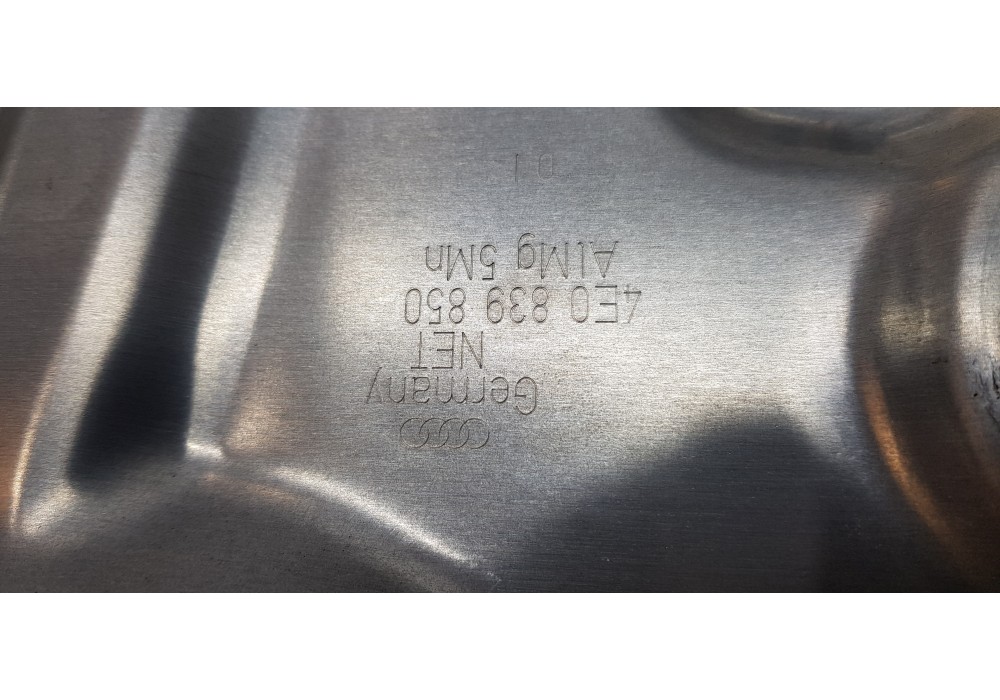 Germany
NET
4E0 839 850
AlMg 5Mn